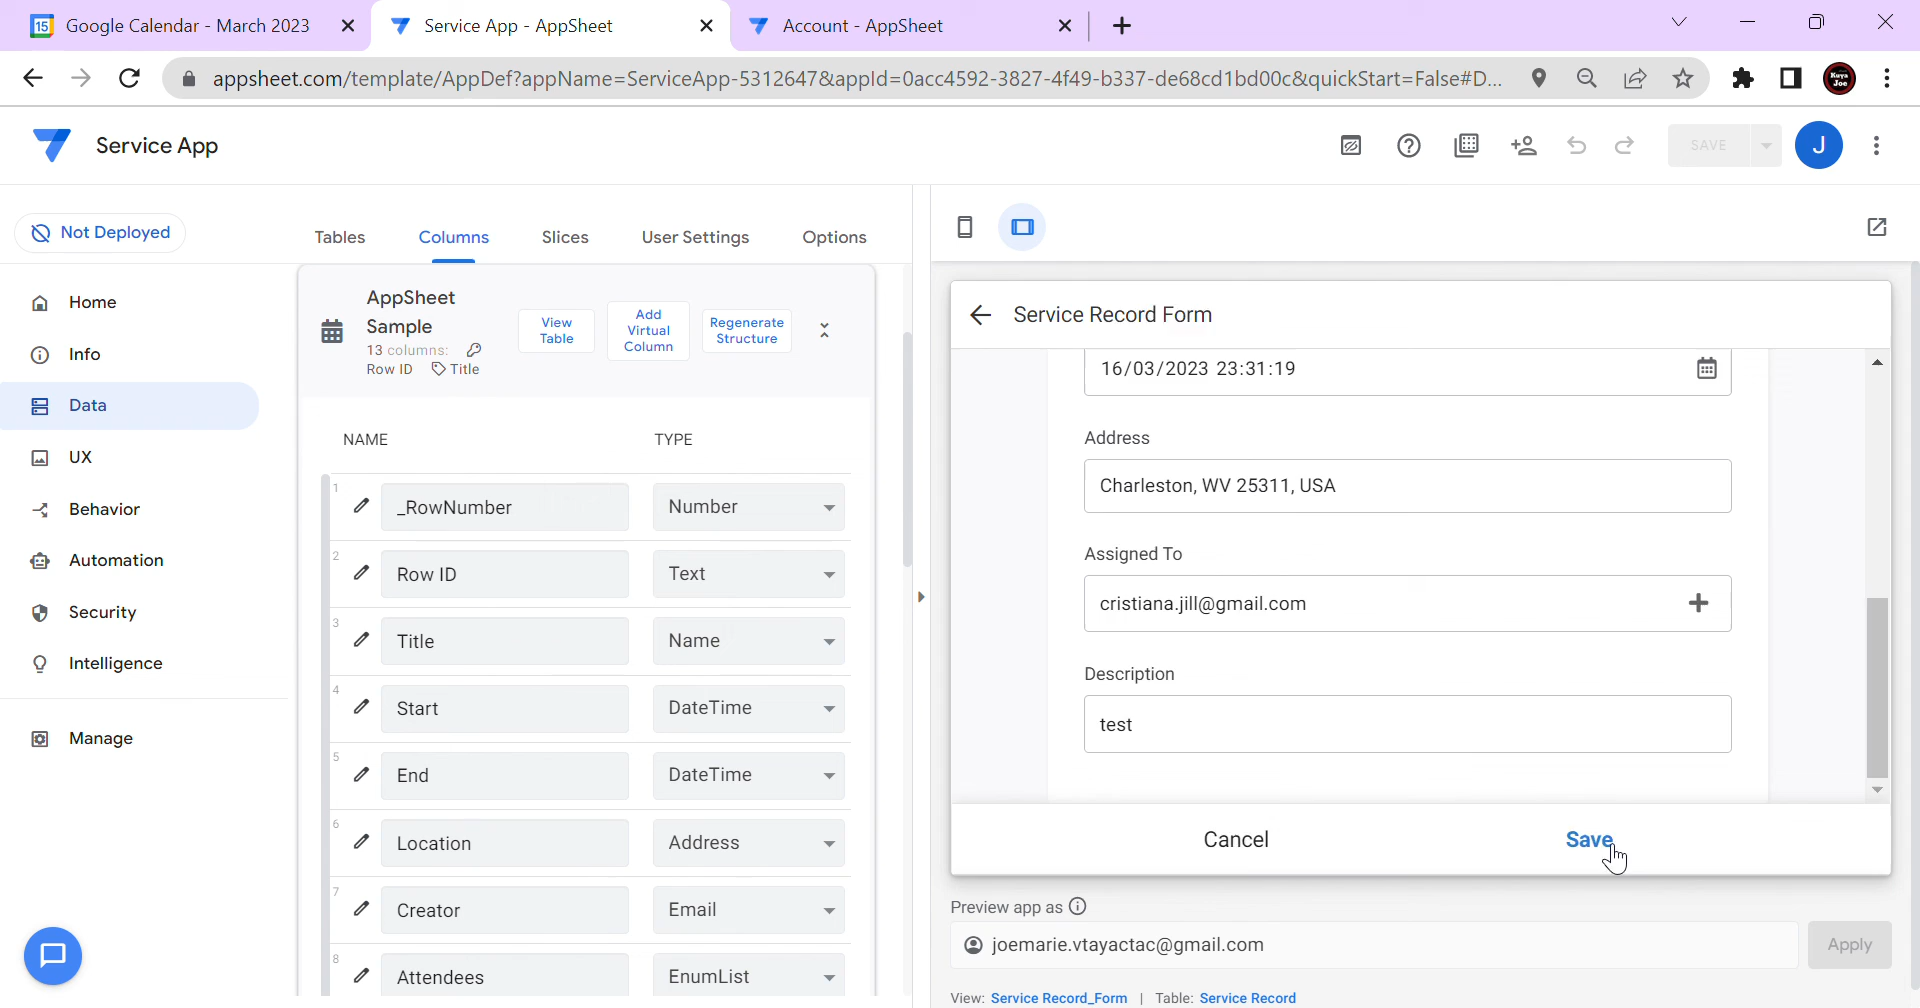 15 Google Calendar - March 2023
Service App - AppSheet
Account - AppSheet
appsheet.com/template/AppDef?appName=ServiceApp-5312647&appId=0acc4592-3827-4f49-b337-de68cd1bd00c&quickStart=False#D...
Kuya Joe
Service App
SAVE
J
Not Deployed
Tables Columns Slices User Settings Options
Home
Info
Data
UX
Behavior
Automation
Security
Intelligence
Manage
AppSheet
Sample
13 columns:
Row ID Title
View
Table
Add
Virtual
Column
Regenerate
Structure
NAME TYPE
1 _RowNumber Number
2 Row ID Text
3 Title Name
4 Start DateTime
5 End DateTime
6 Location Address
7 Creator Email
8 Attendees EnumList
Service Record Form
16/03/2023 23:31:19
Address
Charleston, WV 25311, USA
Assigned To
cristiana.jill@gmail.com
Description
test
Cancel Save
Preview app as
joemarie.vtayactac@gmail.com
Apply
View: Service Record_Form | Table: Service Record